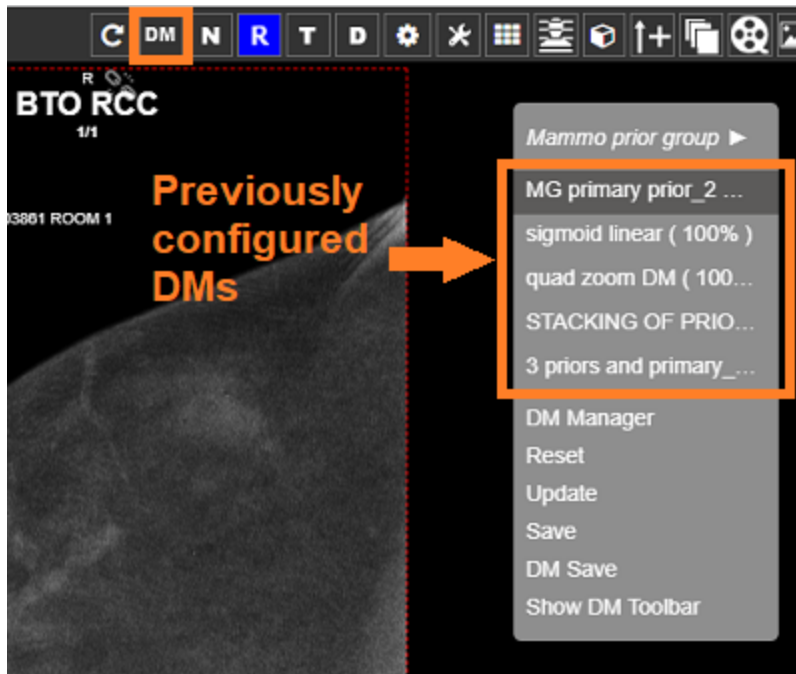 DM N R T D
R
BTO RCC
1/1
03861 ROOM 1
Previously
configured
DMs
Mammo prior group ►
MG primary prior_2 ...
sigmoid linear ( 100% )
quad zoom DM ( 100...
STACKING OF PRIO...
3 priors and primary_...
DM Manager
Reset
Update
Save
DM Save
Show DM Toolbar